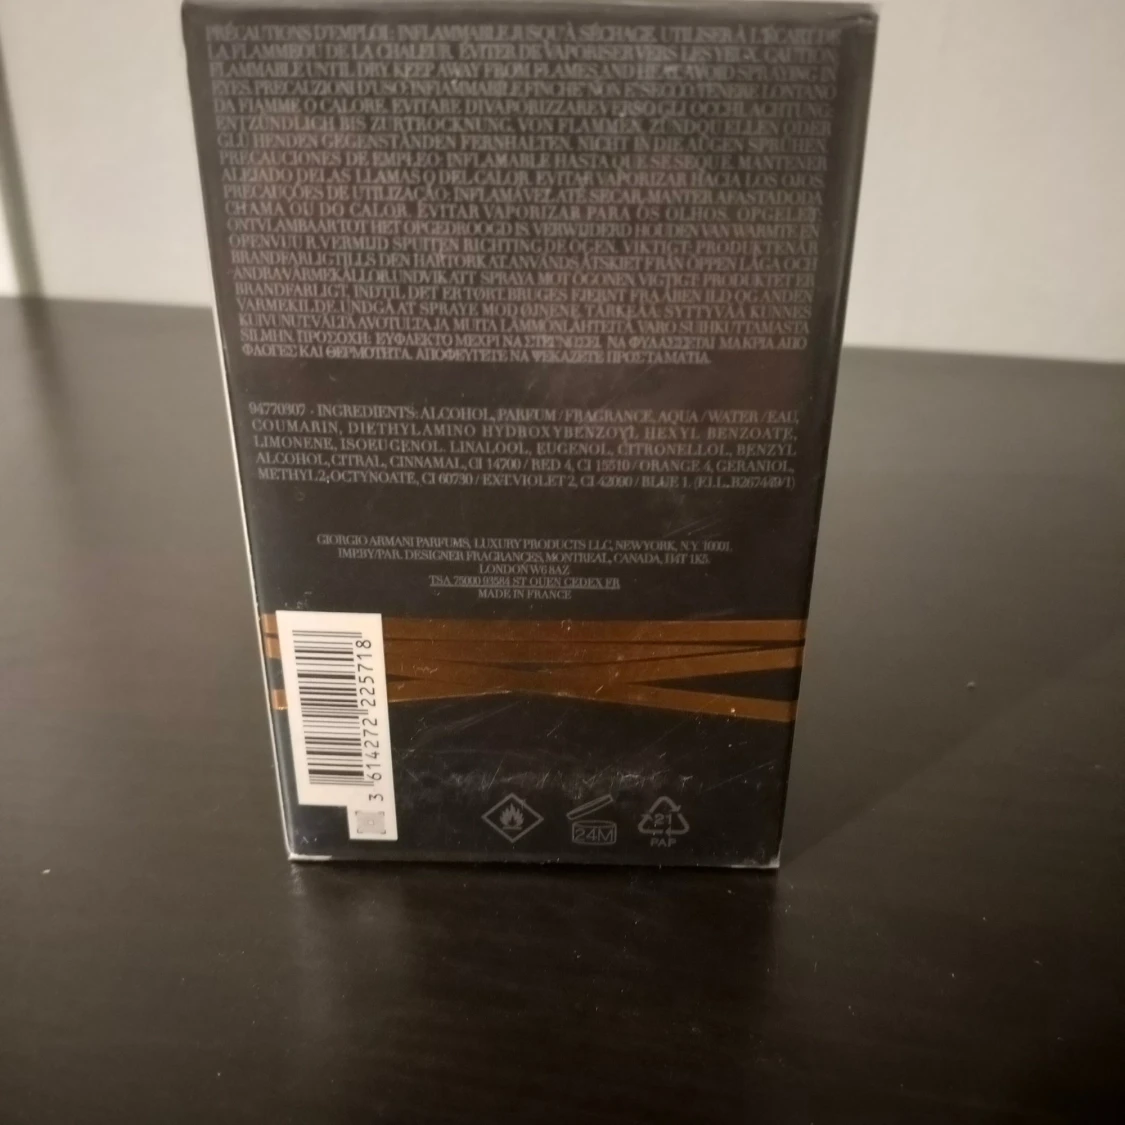 PRÉCAUTIONS D'EMPLOI: INFLAMMABLE JUSQU'À SÉCHAGE. UTILISER À L'ÉCART DE
LA FLAMME OU DE LA CHALEUR. ÉVITER DE VAPORISER VERS LES YEUX. CAUTION:
FLAMMABLE UNTIL DRY. KEEP AWAY FROM FLAMES AND HEAT. AVOID SPRAYING IN
EYES. PRECAUZIONI D'USO: INFIAMMABILE FINCHE' NON E' SECCO. TENERE LONTANO
DA FIAMME O CALORE. EVITARE DI VAPORIZZARE VERSO GLI OCCHI. ACHTUNG:
ENTZÜNDLICH BIS ZUR TROCKNUNG. VON FLAMMEN, ZÜNDQUELLEN ODER
GLÜHENDEN GEGENSTÄNDEN FERNHALTEN. NICHT IN DIE AUGEN SPRÜHEN.
PRECAUCIONES DE EMPLEO: INFLAMABLE HASTA QUE SE SEQUE. MANTENER
ALEJADO DE LAS LLAMAS O DEL CALOR. EVITAR VAPORIZAR HACIA LOS OJOS.
PRECAUÇÕES DE UTILIZAÇÃO: INFLAMÁVEL ATÉ SECAR. MANTER AFASTADO DA
CHAMA OU DO CALOR. EVITAR VAPORIZAR PARA OS OLHOS. OPGELET:
ONTVLAMBAAR TOT HET OPGEDROOGD IS. VERWIJDERD HOUDEN VAN WARMTE EN
OPEN VUUR. VERMIJD SPUITEN RICHTING DE OGEN. VIKTIGT: PRODUKTEN ÄR
BRANDFARLIG TILLS DEN HAR TORKAT. ANVÄNDS ÅTSKILT FRÅN ÖPPEN LÅGA OCH
ANDRA VÄRMEKÄLLOR. UNDVIK ATT SPRAYA MOT ÖGONEN. VIGTIGT: PRODUKTET ER
BRANDFARLIGT, INDTIL DET ER TØRT. BRUGES FJERNT FRA ÅBEN ILD OG ANDEN
VARMEKILDE. UNDGÅ AT SPRAYE MOD ØJNENE. TÄRKEÄÄ: SYTTYVÄÄ KUNNES
KUIVUNUT. VÄLTÄ AVOTULTA JA MUITA LÄMMÖNLÄHTEITÄ. VARO SUIHKUTTAMASTA
SILMIIN. ΠΡΟΣΟΧΗ: ΕΥΦΛΕΚΤΟ ΜΕΧΡΙ ΝΑ ΣΤΕΓΝΩΣΕΙ. ΝΑ ΦΥΛΑΣΣΕΤΑΙ ΜΑΚΡΙΑ ΑΠΟ
ΦΛΟΓΕΣ ΚΑΙ ΘΕΡΜΟΤΗΤΑ. ΑΠΟΦΕΥΓΕΤΕ ΝΑ ΨΕΚΑΖΕΤΕ ΠΡΟΣ ΤΑ ΜΑΤΙΑ.
94770307 · INGREDIENTS: ALCOHOL, PARFUM / FRAGRANCE, AQUA / WATER / EAU,
COUMARIN, DIETHYLAMINO HYDROXYBENZOYL HEXYL BENZOATE,
LIMONENE, ISOEUGENOL, LINALOOL, EUGENOL, CITRONELLOL, BENZYL
ALCOHOL, CITRAL, CINNAMAL, CI 14700 / RED 4, CI 15510 / ORANGE 4, GERANIOL,
METHYL 2-OCTYNOATE, CI 60730 / EXT. VIOLET 2, CI 42090 / BLUE 1. (F.I.L. B267449/1)
GIORGIO ARMANI PARFUMS, LUXURY PRODUCTS LLC, NEW YORK, N.Y. 10001,
IMP.BY/PAR. DESIGNER FRAGRANCES, MONTREAL, CANADA, H4T 1K5.
LONDON W6 8AZ
TSA 75000 93584 ST OUEN CEDEX FR
MADE IN FRANCE
3 614272 225718
24M
21
PAP